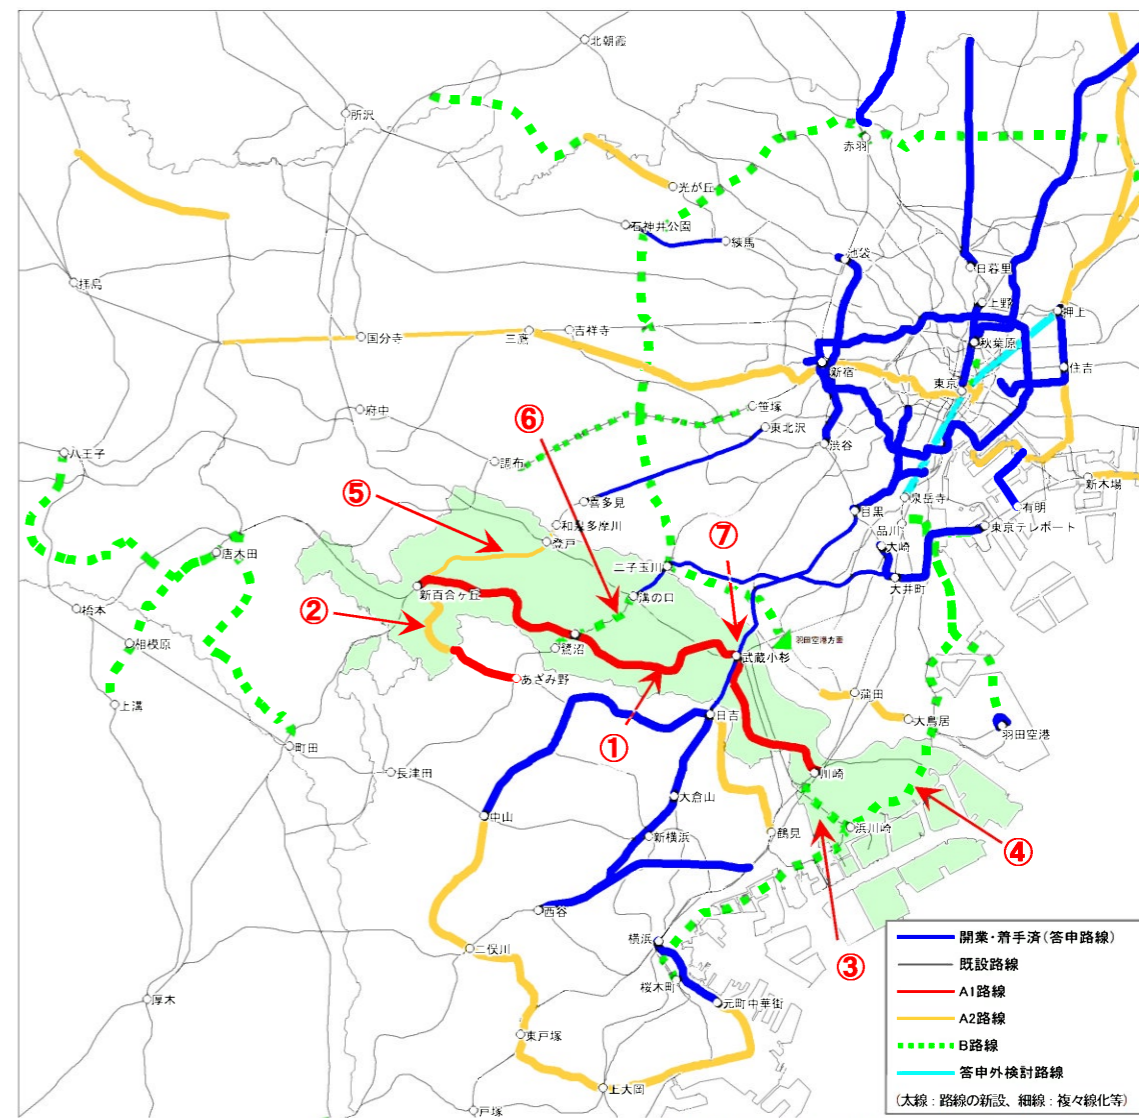 北朝霞
所沢
赤羽
光が丘
石神井公園
練馬
池袋
日暮里
拝島
上野
押上
国分寺
三鷹
吉祥寺
秋葉原
新宿
住吉
東京
笹塚
府中
⑥
東北沢
渋谷
八王子
調布
⑤
新木場
喜多見
泉岳寺
有明
目黒
和泉多摩川
品川
東京テレポート
⑦
登戸
大崎
唐木田
二子玉川
大井町
新百合ヶ丘
溝の口
橋本
②
相模原
鷺沼
武蔵小杉
羽田空港方面
あざみ野
蒲田
上溝
日吉
大鳥居
羽田空港
町田
①
長津田
川崎
大倉山
中山
浜川崎
新横浜
鶴見
④
西谷
横浜
二俣川
③
桜木町
厚木
元町中華街
東戸塚
上大岡
戸塚
開業・着手済(答申路線)
既設路線
A1路線
A2路線
B路線
答申外検討路線
(太線：路線の新設、細線：複々線化等)